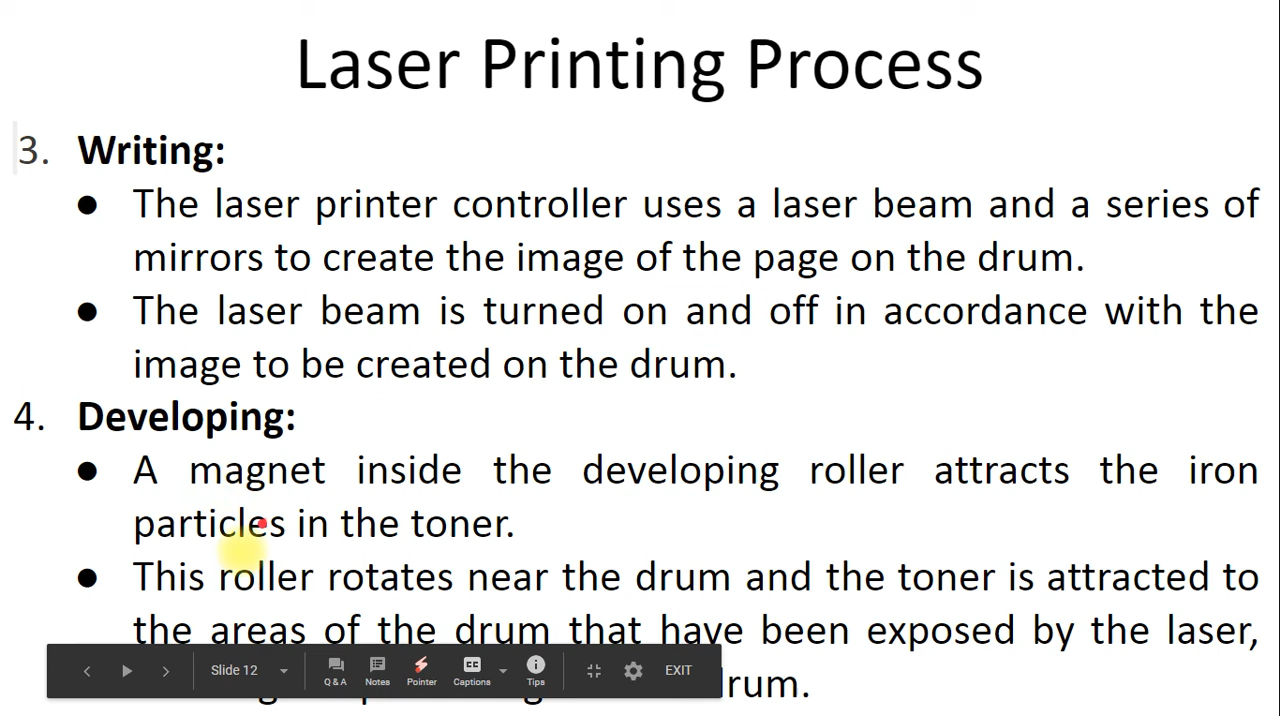 Laser Printing Process
3. Writing:
● The laser printer controller uses a laser beam and a series of
mirrors to create the image of the page on the drum.
● The laser beam is turned on and off in accordance with the
image to be created on the drum.
4. Developing:
● A magnet inside the developing roller attracts the iron
particles in the toner.
● This roller rotates near the drum and the toner is attracted to
the areas of the drum that have been exposed by the laser,
drum.
Slide 12 Q & A Notes Pointer CC Captions Tips EXIT